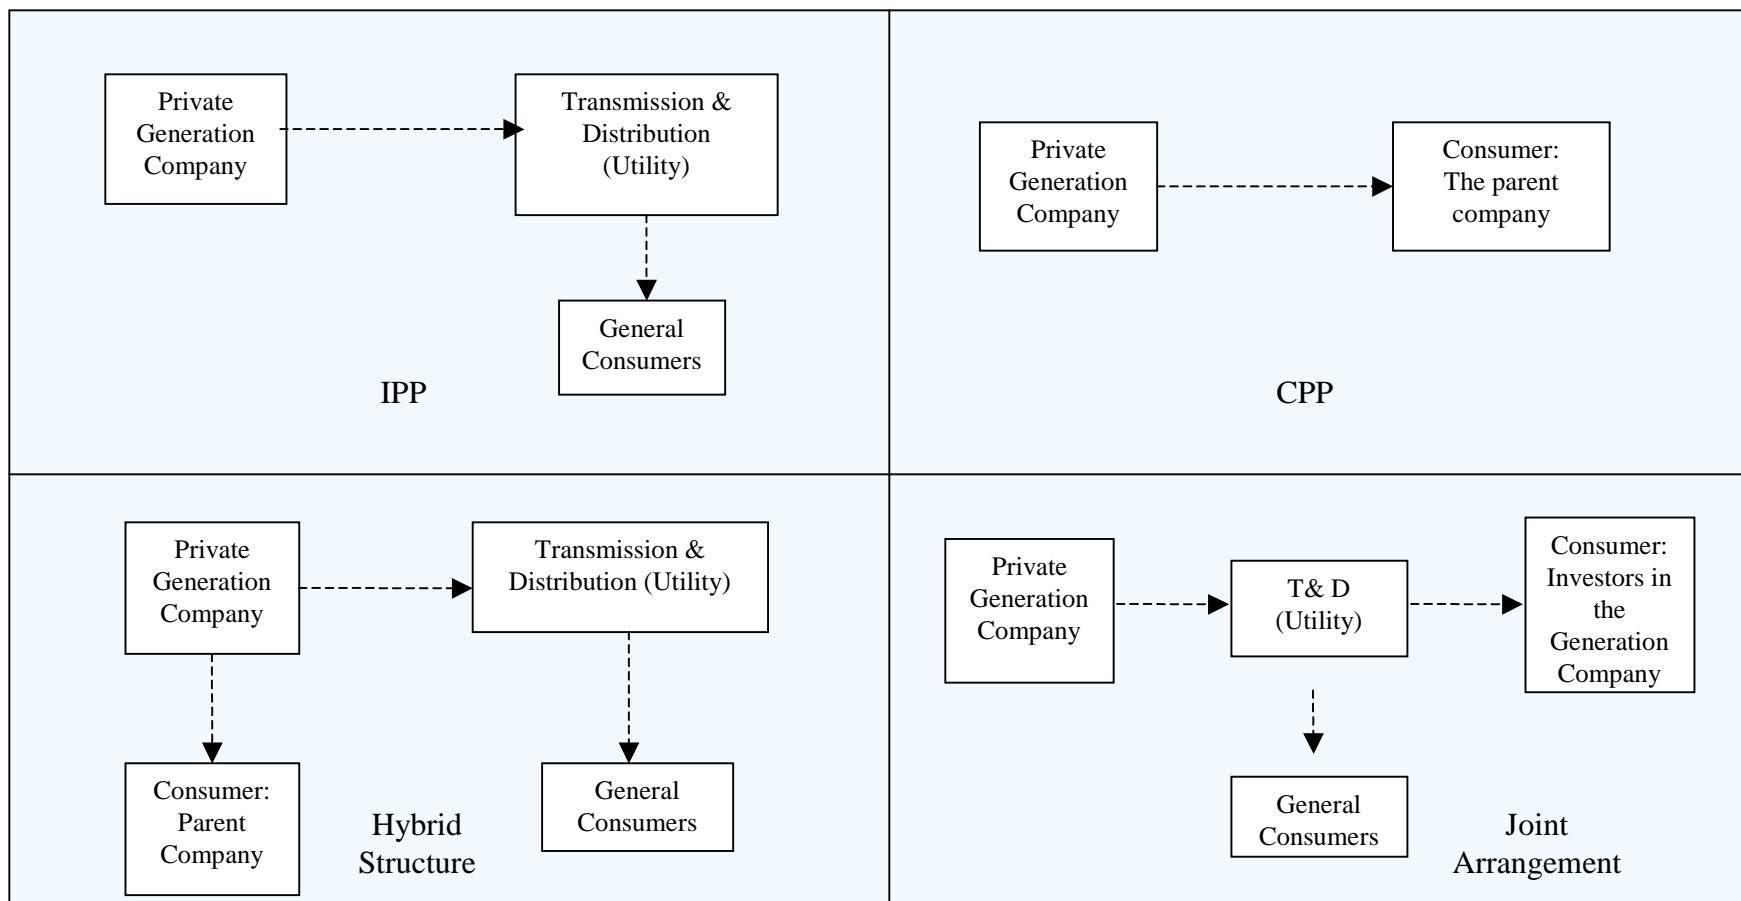 Private
Generation
Company
Transmission &
Distribution
(Utility)
General
Consumers
IPP
Private
Generation
Company
Consumer:
The parent
company
CPP
Private
Generation
Company
Transmission &
Distribution (Utility)
Consumer:
Parent
Company
General
Consumers
Hybrid
Structure
Private
Generation
Company
T& D
(Utility)
Consumer:
Investors in
the
Generation
Company
General
Consumers
Joint
Arrangement